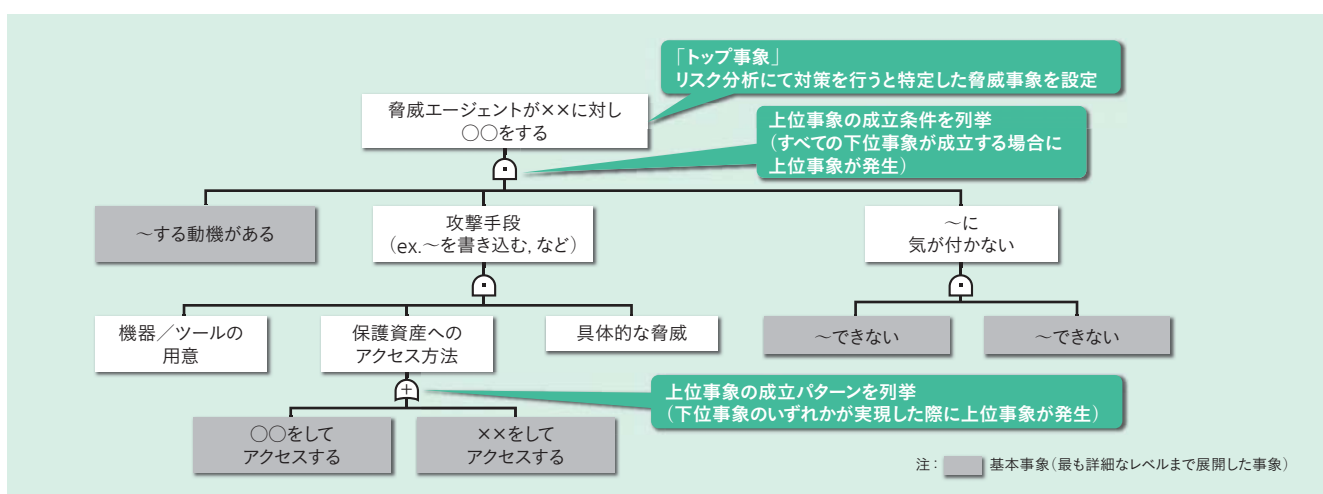 「トップ事象」
リスク分析にて対策を行うと特定した脅威事象を設定
脅威エージェントが××に対し
○○をする
上位事象の成立条件を列挙
(すべての下位事象が成立する場合に
上位事象が発生)
～する動機がある
攻撃手段
(ex.～を書き込む, など)
～に
気が付かない
機器／ツールの
用意
保護資産への
アクセス方法
具体的な脅威
～できない
～できない
+
上位事象の成立パターンを列挙
(下位事象のいずれかが実現した際に上位事象が発生)
○○をして
アクセスする
××をして
アクセスする
注： 基本事象(最も詳細なレベルまで展開した事象)